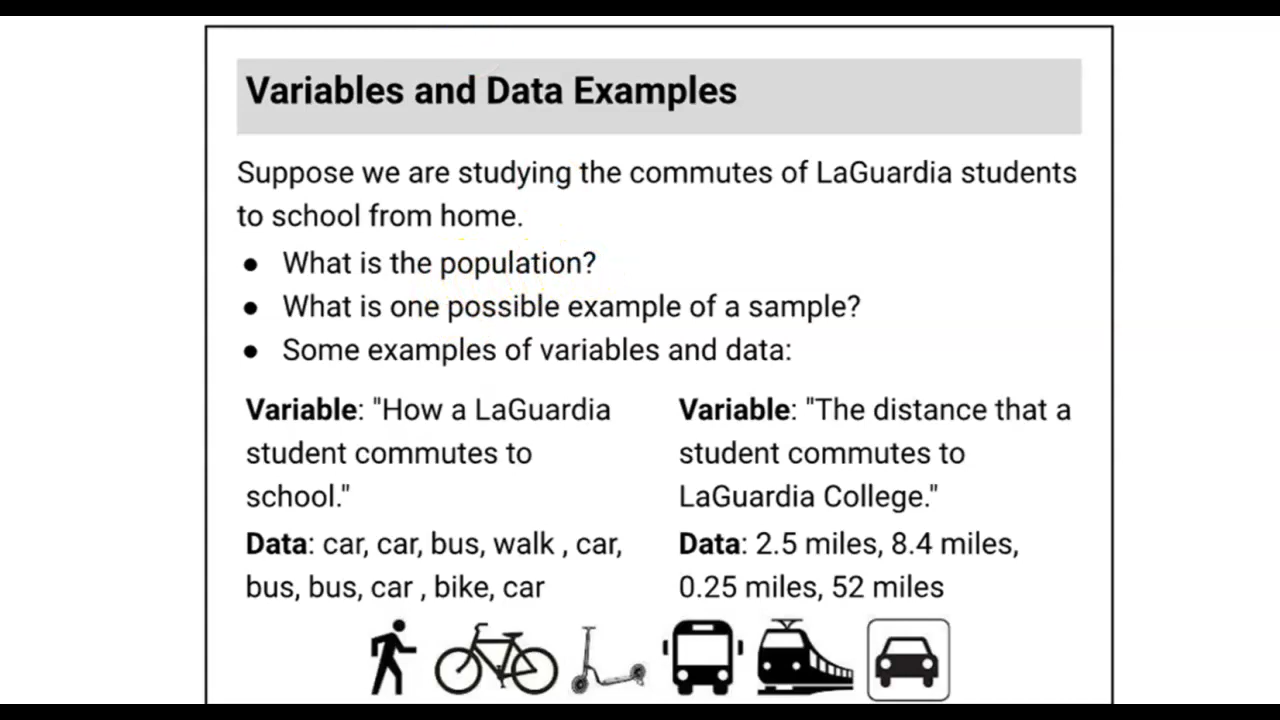 Variables and Data Examples
Suppose we are studying the commutes of LaGuardia students
to school from home.
● What is the population?
● What is one possible example of a sample?
● Some examples of variables and data:
Variable: "How a LaGuardia
student commutes to
school."
Data: car, car, bus, walk , car,
bus, bus, car , bike, car
Variable: "The distance that a
student commutes to
LaGuardia College."
Data: 2.5 miles, 8.4 miles,
0.25 miles, 52 miles